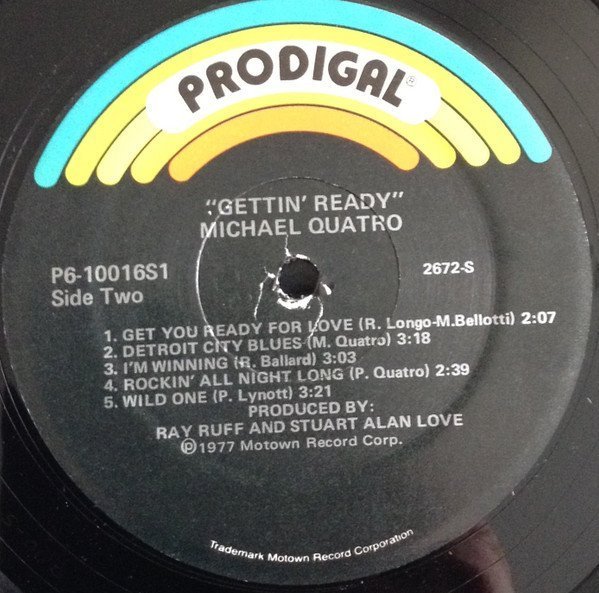 PRODIGAL®
"GETTIN' READY"
MICHAEL QUATRO
P6-10016S1
2672-S
Side Two
1. GET YOU READY FOR LOVE (R. Longo-M.Bellotti) 2:07
2. DETROIT CITY BLUES (M. Quatro) 3:18
3. I'M WINNING (R. Ballard) 3:03
4. ROCKIN' ALL NIGHT LONG (P. Quatro) 2:39
5. WILD ONE (P. Lynott) 3:21
PRODUCED BY:
RAY RUFF AND STUART ALAN LOVE
℗1977 Motown Record Corp.
Trademark Motown Record Corporation